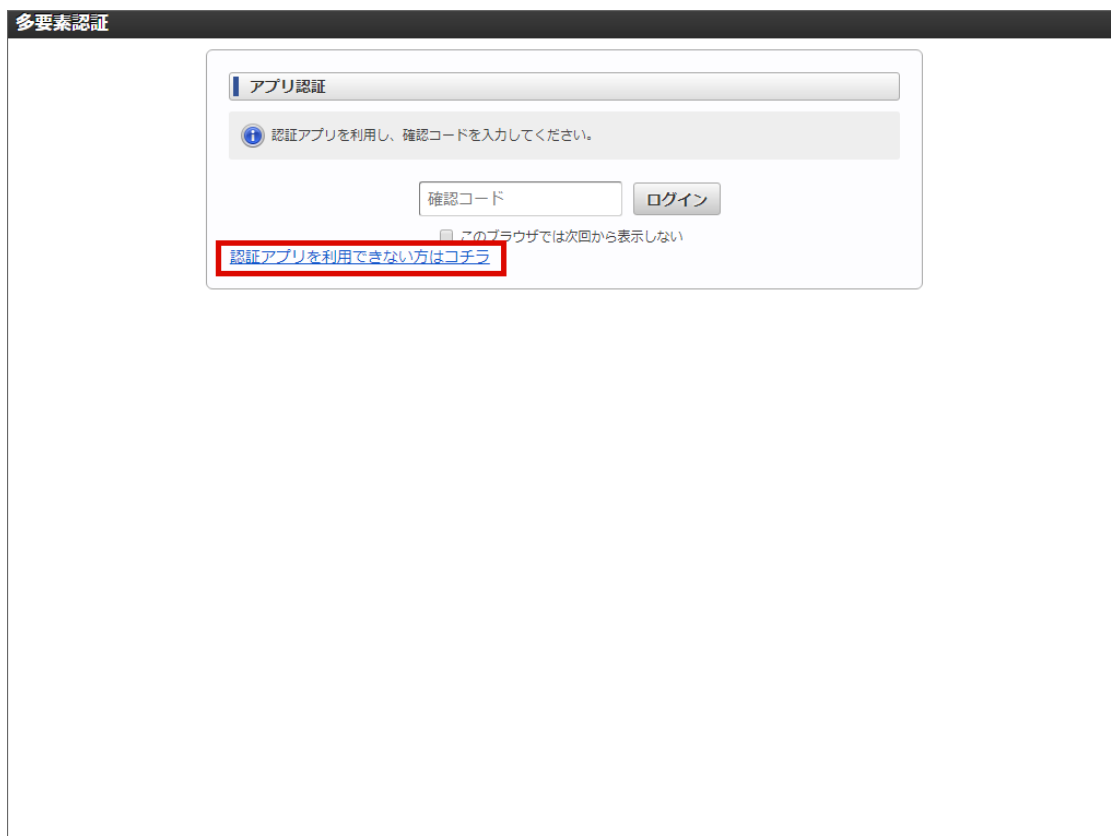 多要素認証
アプリ認証
認証アプリを利用し、確認コードを入力してください。
確認コード
ログイン
このブラウザでは次回から表示しない
認証アプリを利用できない方はコチラ